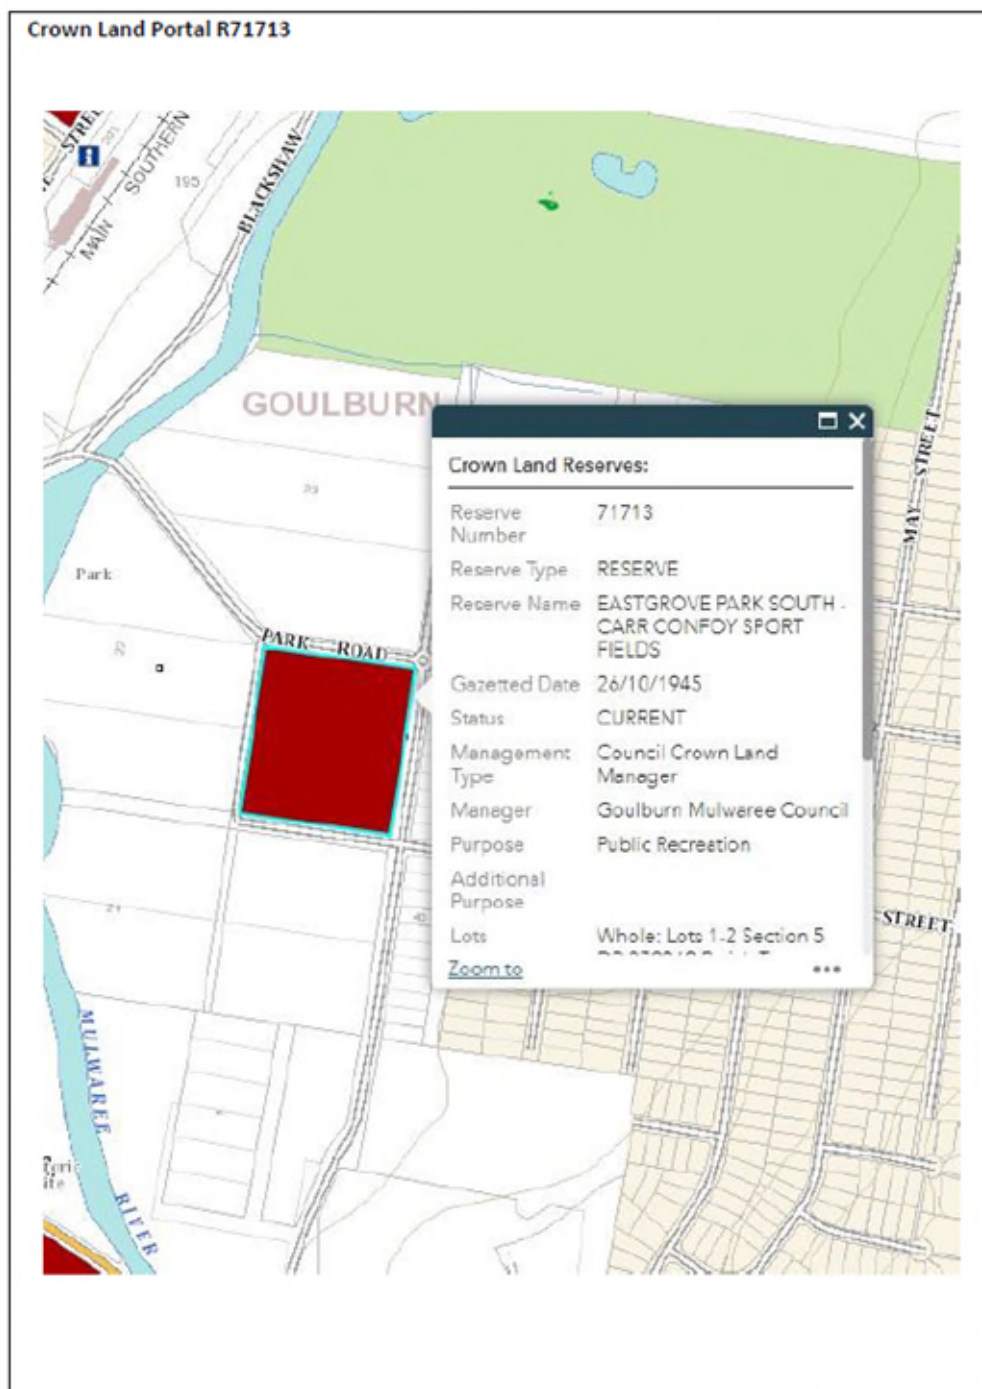 Crown Land Portal R71713
STREET
201
SOUTHERN
MAIN
195
BLACKSHAW
GOULBURN
MAY STREET
Park
PARK ROAD
Crown Land Reserves:
Reserve Number 71713
Reserve Type RESERVE
Reserve Name EASTGROVE PARK SOUTH -
CARR CONFOY SPORT
FIELDS
Gazetted Date 26/10/1945
Status CURRENT
Management Type Council Crown Land
Manager
Manager Goulburn Mulwaree Council
Purpose Public Recreation
Additional
Purpose
Lots Whole: Lots 1-2 Section 5
Zoom to
21
STREET
MULWAREE
RIVER